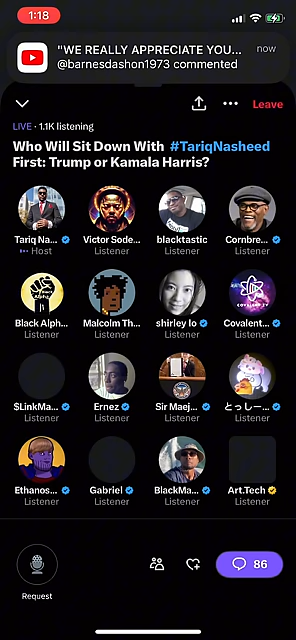 1:18
"WE REALLY APPRECIATE YOU...
now
@barnesdashon1973 commented
Leave
LIVE · 1.1K listening
Who Will Sit Down With #TariqNasheed
First: Trump or Kamala Harris?
Tariq Na...
Host
Victor Sode...
Listener
blacktastic
Listener
Cornbre...
Listener
Black Alph...
Listener
Malcolm Th...
Listener
shirley lo
Listener
Covalent...
Listener
$LinkMa...
Listener
Ernez
Listener
Sir Maej...
Listener
とっしー...
Listener
Ethanos...
Listener
Gabriel
Listener
BlackMa...
Listener
Art.Tech
Listener
86
Request